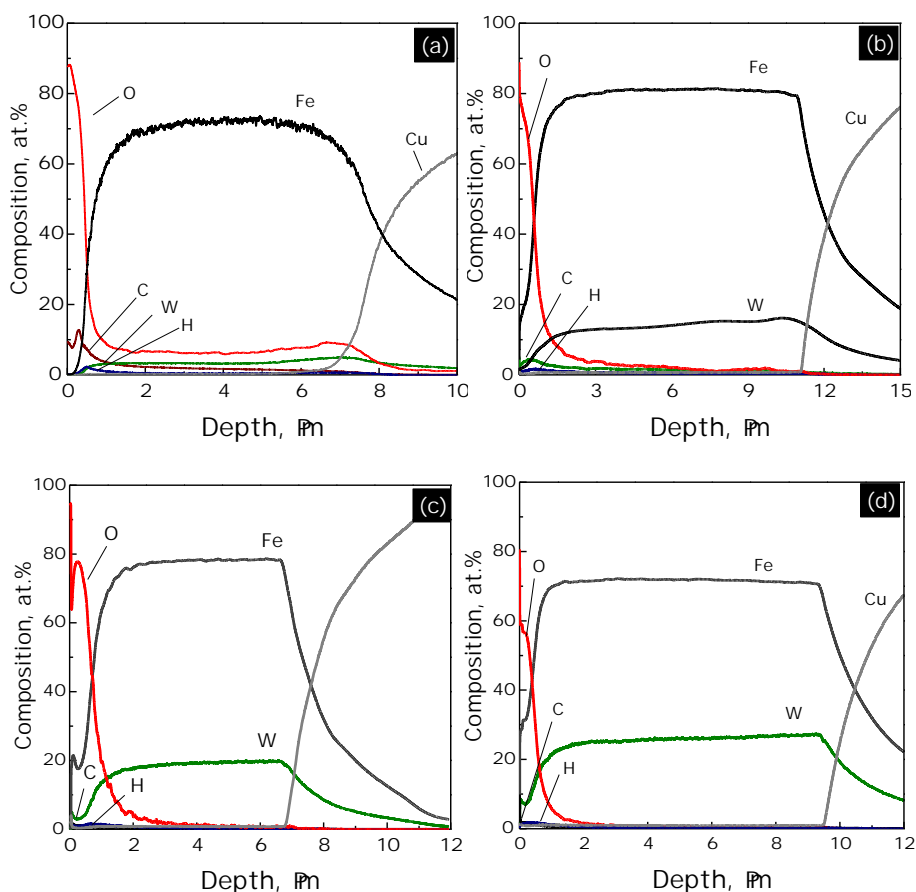 (a)
100
80
60
40
20
0
O
Fe
Cu
C
W
H
0 2 4 6 8 10
Composition, at.%
Depth, Pm
(b)
100
80
60
40
20
0
O
Fe
Cu
C
H
W
0 3 6 9 12 15
Composition, at.%
Depth, Pm
(c)
100
80
60
40
20
0
O
Fe
W
C
H
0 2 4 6 8 10 12
Composition, at.%
Depth, Pm
(d)
100
80
60
40
20
0
O
Fe
Cu
C
H
W
0 2 4 6 8 10 12
Composition, at.%
Depth, Pm